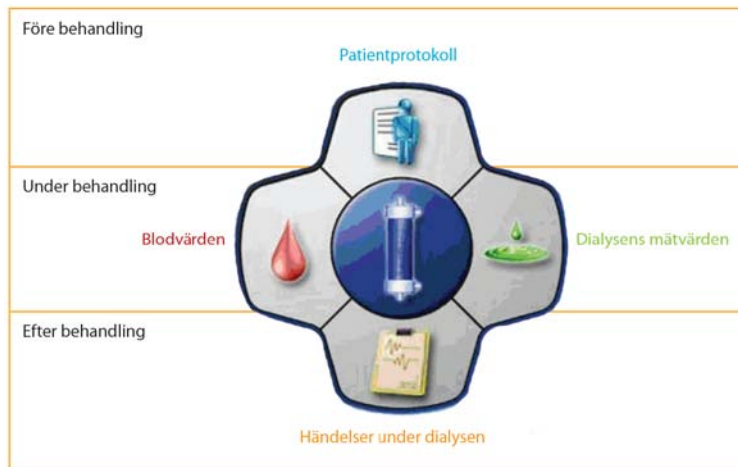 Före behandling
Patientprotokoll
Under behandling
Blodvärden
Dialysens mätvärden
Efter behandling
Händelser under dialysen